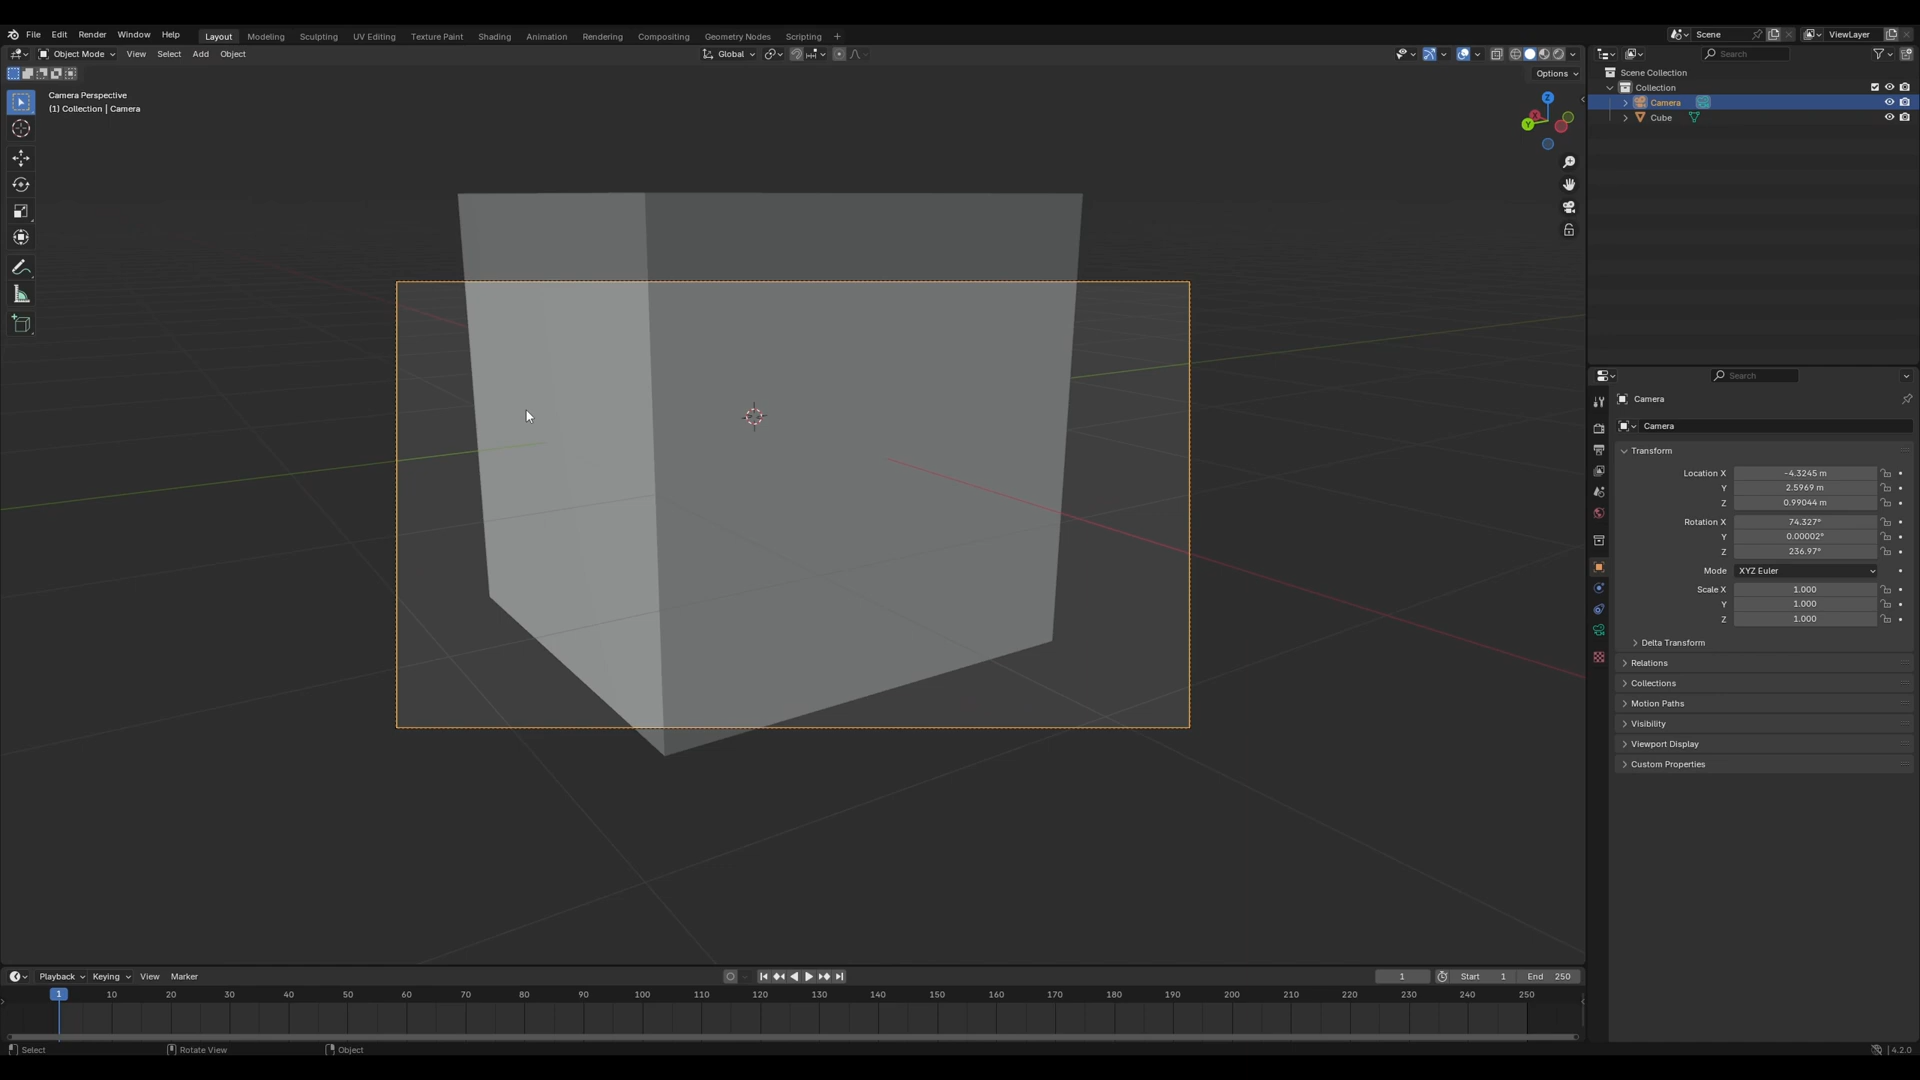 File Edit Render Window Help Layout Modeling Sculpting UV Editing Texture Paint Shading Animation Rendering Compositing Geometry Nodes Scripting + Scene ViewLayer
Object Mode View Select Add Object Global Search
Options
Camera Perspective
(1) Collection | Camera
Z
X
Y
Scene Collection
Collection
Camera
Cube
Search
Camera
Camera
Transform
Location X -4.3245 m
Y 2.5969 m
Z 0.99044 m
Rotation X 74.327°
Y 0.00002°
Z 236.97°
Mode XYZ Euler
Scale X 1.000
Y 1.000
Z 1.000
Delta Transform
Relations
Collections
Motion Paths
Visibility
Viewport Display
Custom Properties
Playback Keying View Marker 1 Start 1 End 250
1 10 20 30 40 50 60 70 80 90 100 110 120 130 140 150 160 170 180 190 200 210 220 230 240 250
Select Rotate View Object 4.2.0